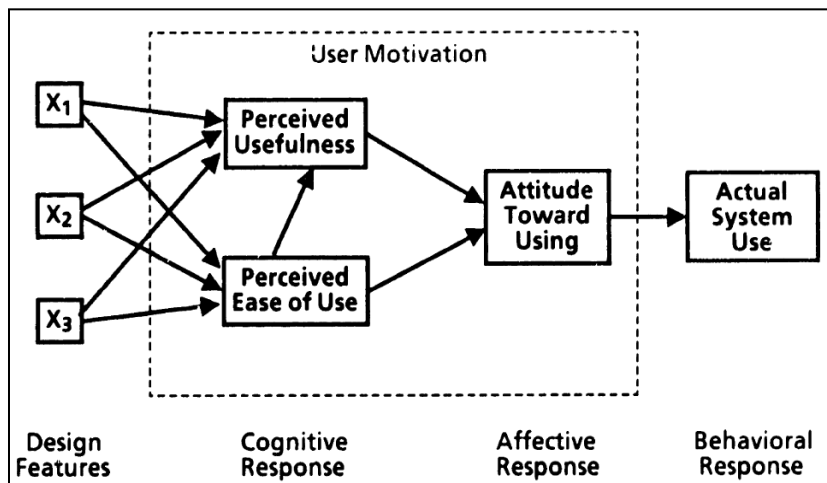 User Motivation
X1
X2
X3
Perceived
Usefulness
Perceived
Ease of Use
Attitude
Toward
Using
Actual
System
Use
Design
Features
Cognitive
Response
Affective
Response
Behavioral
Response